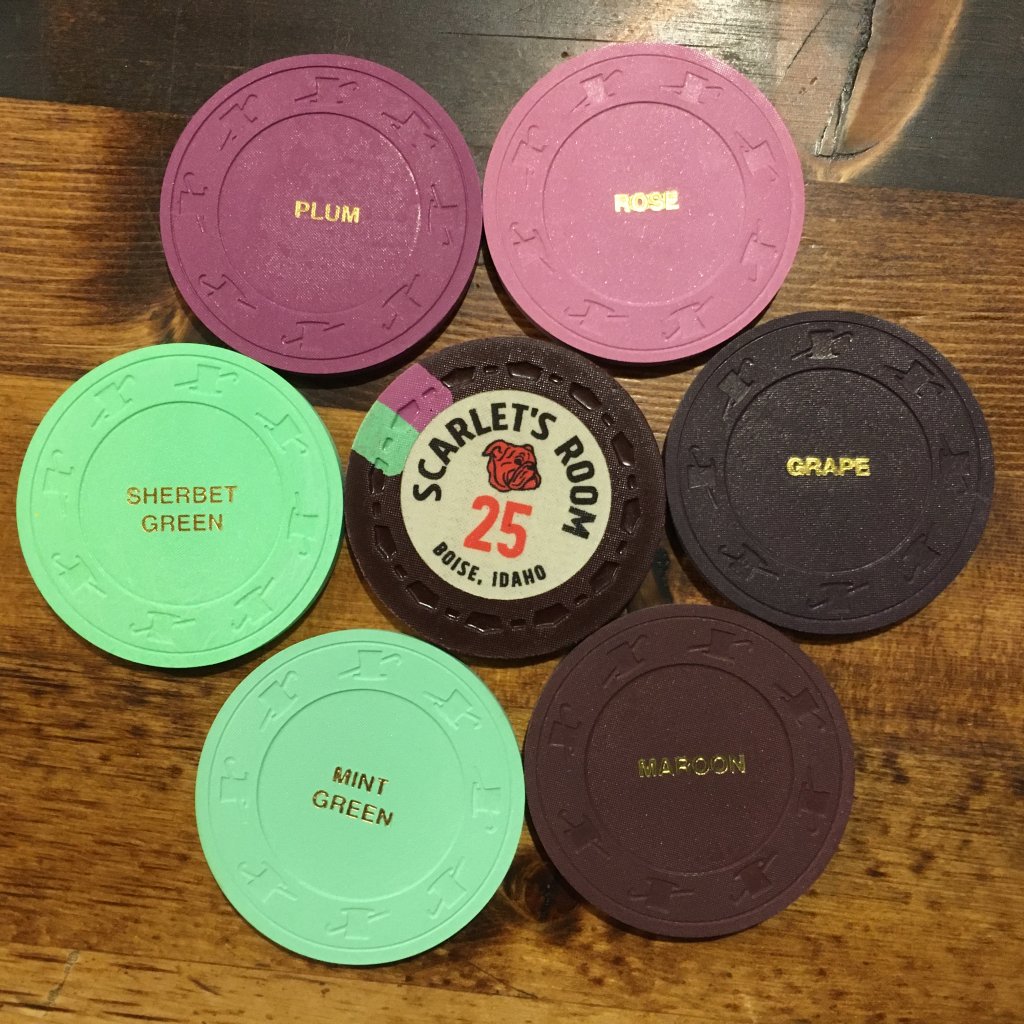 PLUM
ROSE
SHERBET
GREEN
SCARLET'S ROOM
25
BOISE, IDAHO
GRAPE
MINT
GREEN
MAROON